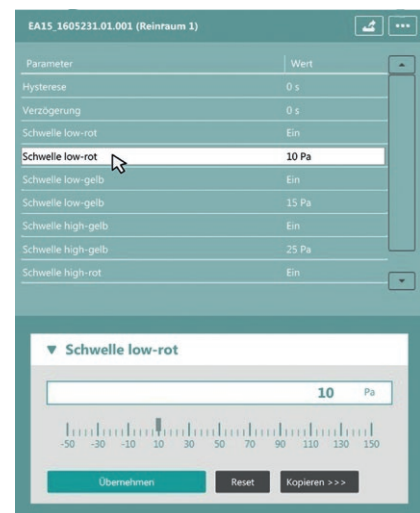 EA15_1605231.01.001 (Reinraum 1)
Parameter Wert
Hysterese 0 s
Verzögerung 0 s
Schwelle low-rot Ein
Schwelle low-rot 10 Pa
Schwelle low-gelb Ein
Schwelle low-gelb 15 Pa
Schwelle high-gelb Ein
Schwelle high-gelb 25 Pa
Schwelle high-rot Ein
Schwelle low-rot
10 Pa
-50 -30 -10 10 30 50 70 90 110 130 150
Übernehmen Reset Kopieren >>>